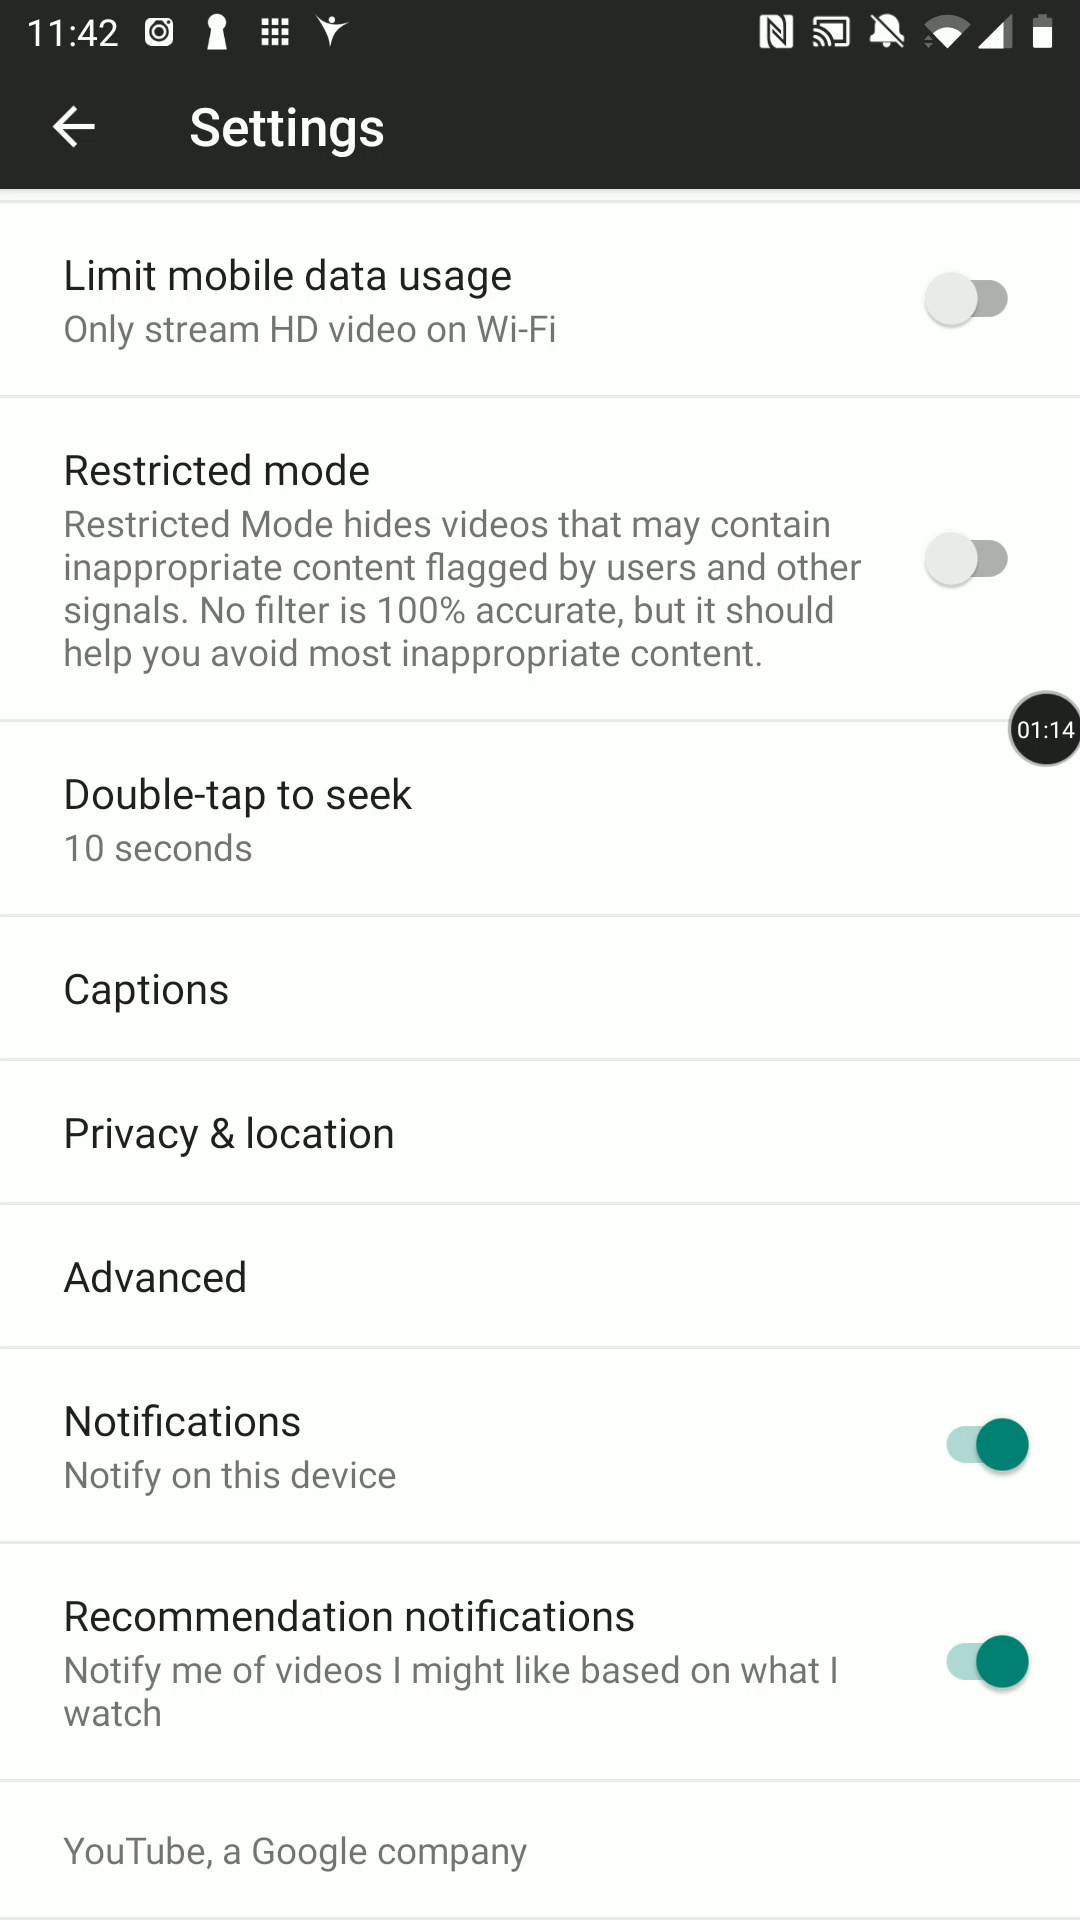 11:42
Settings
Limit mobile data usage
Only stream HD video on Wi-Fi
Restricted mode
Restricted Mode hides videos that may contain
inappropriate content flagged by users and other
signals. No filter is 100% accurate, but it should
help you avoid most inappropriate content.
01:14
Double-tap to seek
10 seconds
Captions
Privacy & location
Advanced
Notifications
Notify on this device
Recommendation notifications
Notify me of videos I might like based on what I
watch
YouTube, a Google company